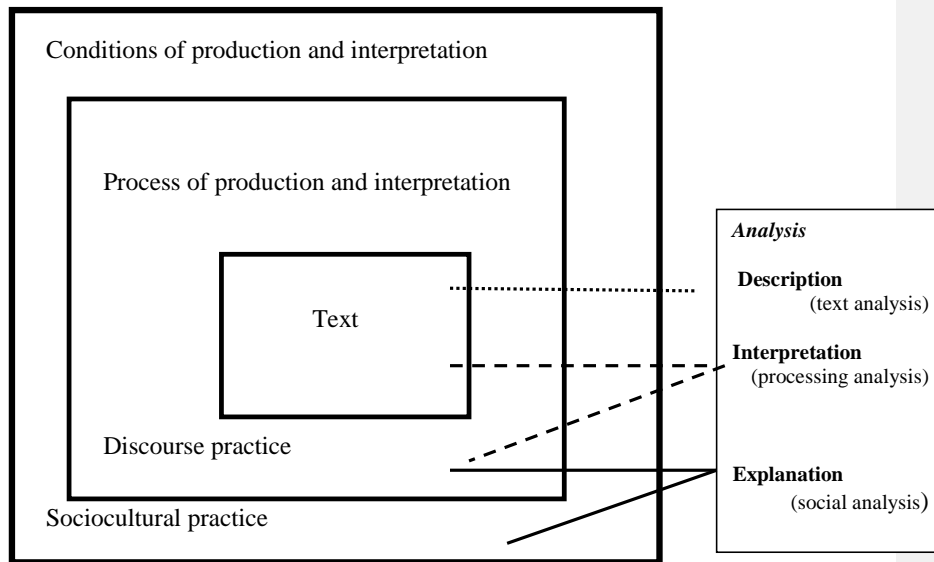 Conditions of production and interpretation
Process of production and interpretation
Text
Discourse practice
Sociocultural practice
Analysis
Description
(text analysis)
Interpretation
(processing analysis)
Explanation
(social analysis)